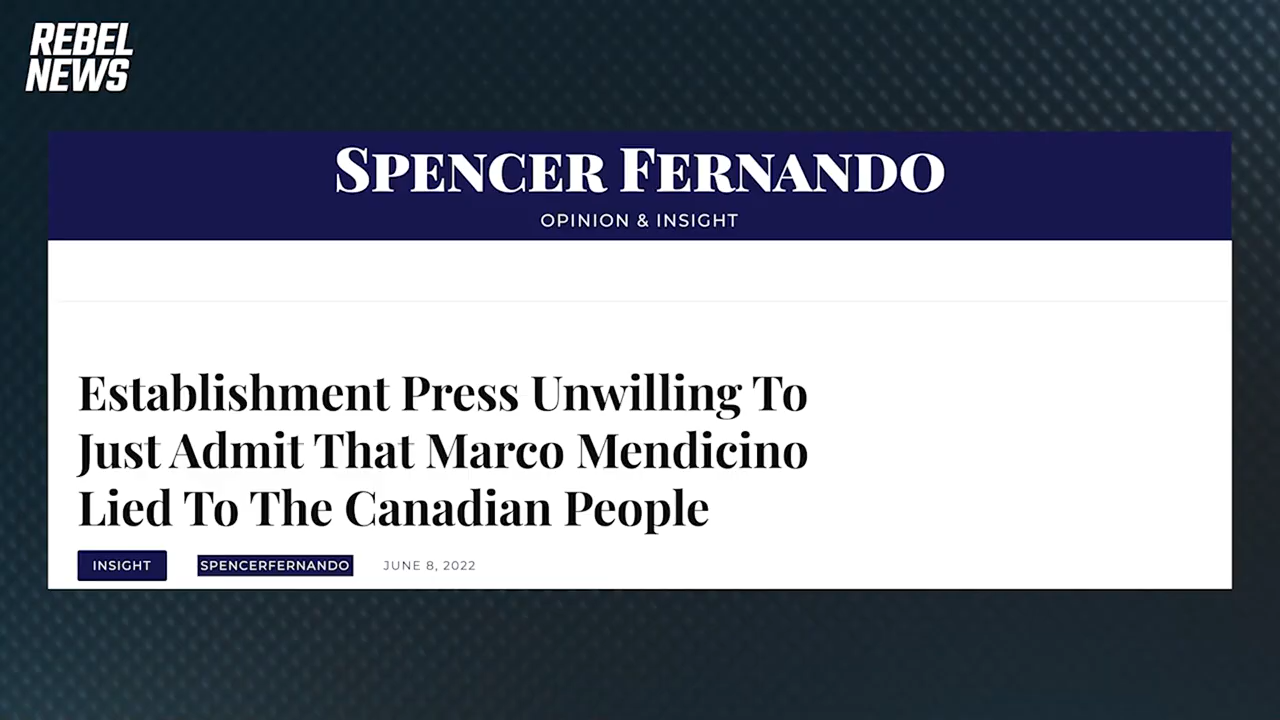 REBEL
NEWS
SPENCER FERNANDO
OPINION & INSIGHT
Establishment Press Unwilling To
Just Admit That Marco Mendicino
Lied To The Canadian People
INSIGHT SPENCERFERNANDO JUNE 8, 2022